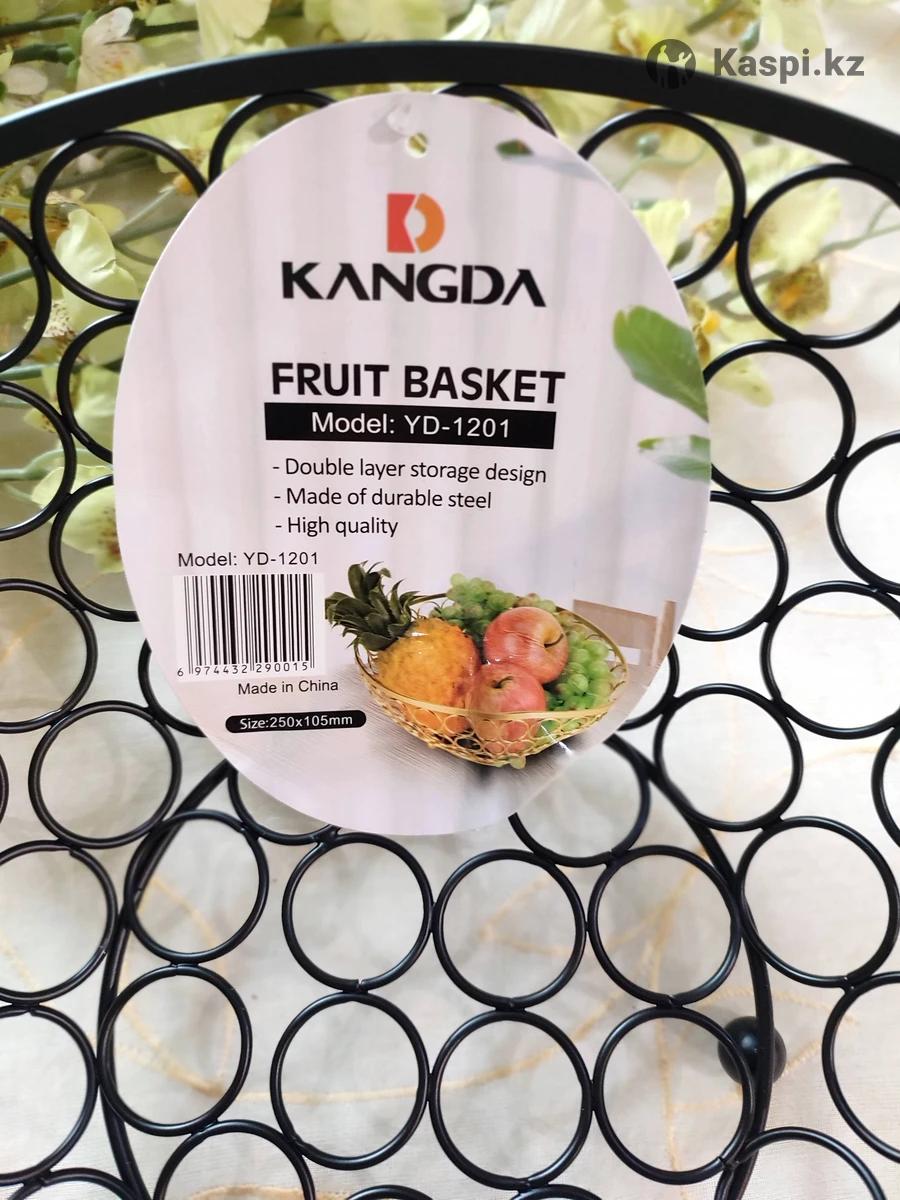 Kaspi.kz
KANGDA
FRUIT BASKET
Model: YD-1201
- Double layer storage design
- Made of durable steel
- High quality
Model: YD-1201
6 974432 290015
Made in China
Size:250x105mm